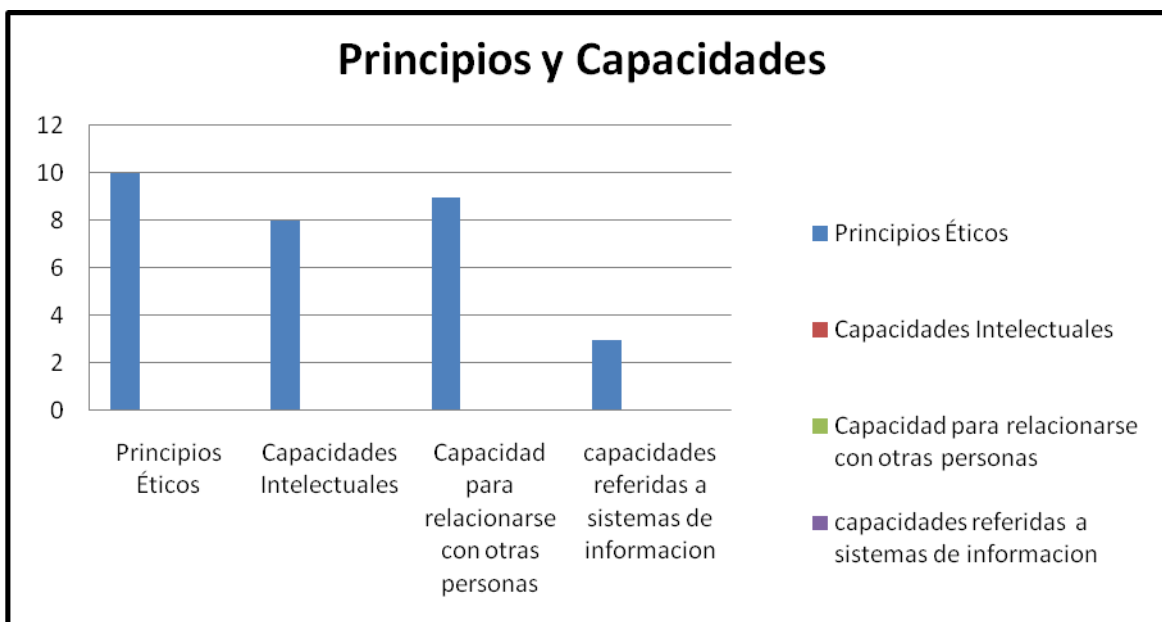 Principios y Capacidades
12
10
8
6
4
2
0
Principios
Éticos
Capacidades
Intelectuales
Capacidad
para
relacionarse
con otras
personas
capacidades
referidas a
sistemas de
informacion
Principios Éticos
Capacidades Intelectuales
Capacidad para relacionarse
con otras personas
capacidades referidas a
sistemas de informacion